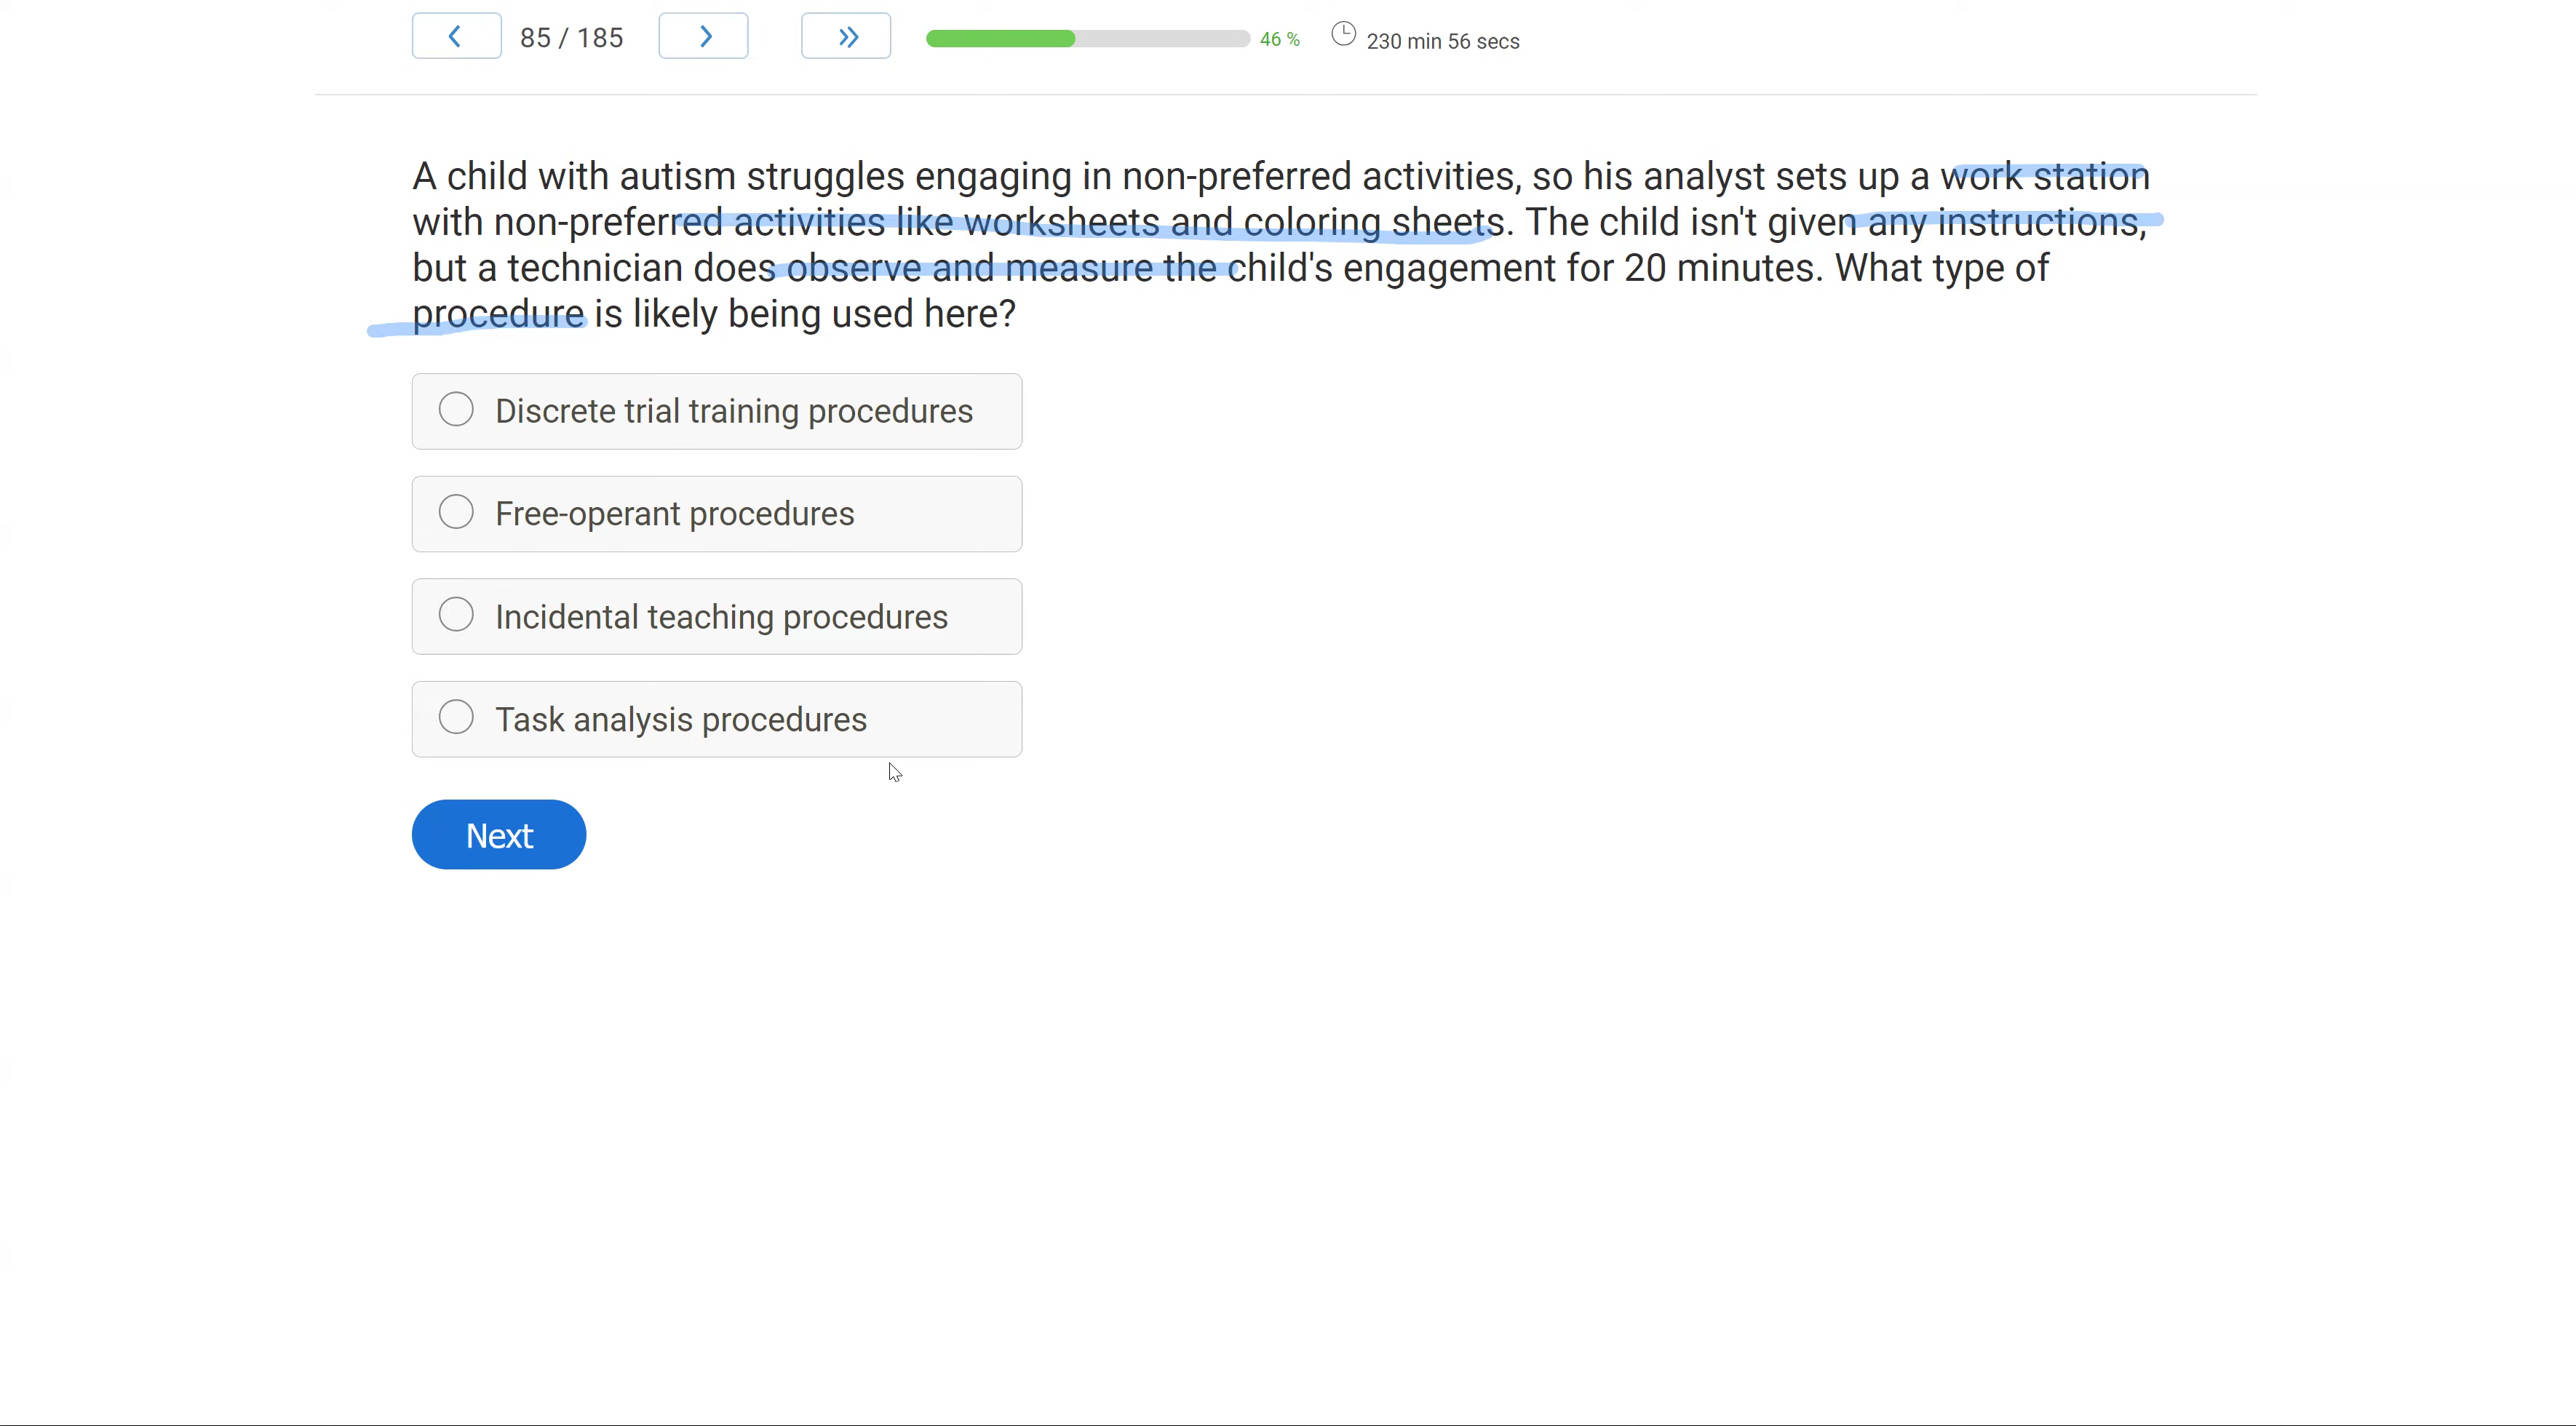 85 / 185
46 %
230 min 56 secs
A child with autism struggles engaging in non-preferred activities, so his analyst sets up a work station
with non-preferred activities like worksheets and coloring sheets. The child isn't given any instructions,
but a technician does observe and measure the child's engagement for 20 minutes. What type of
procedure is likely being used here?
Discrete trial training procedures
Free-operant procedures
Incidental teaching procedures
Task analysis procedures
Next